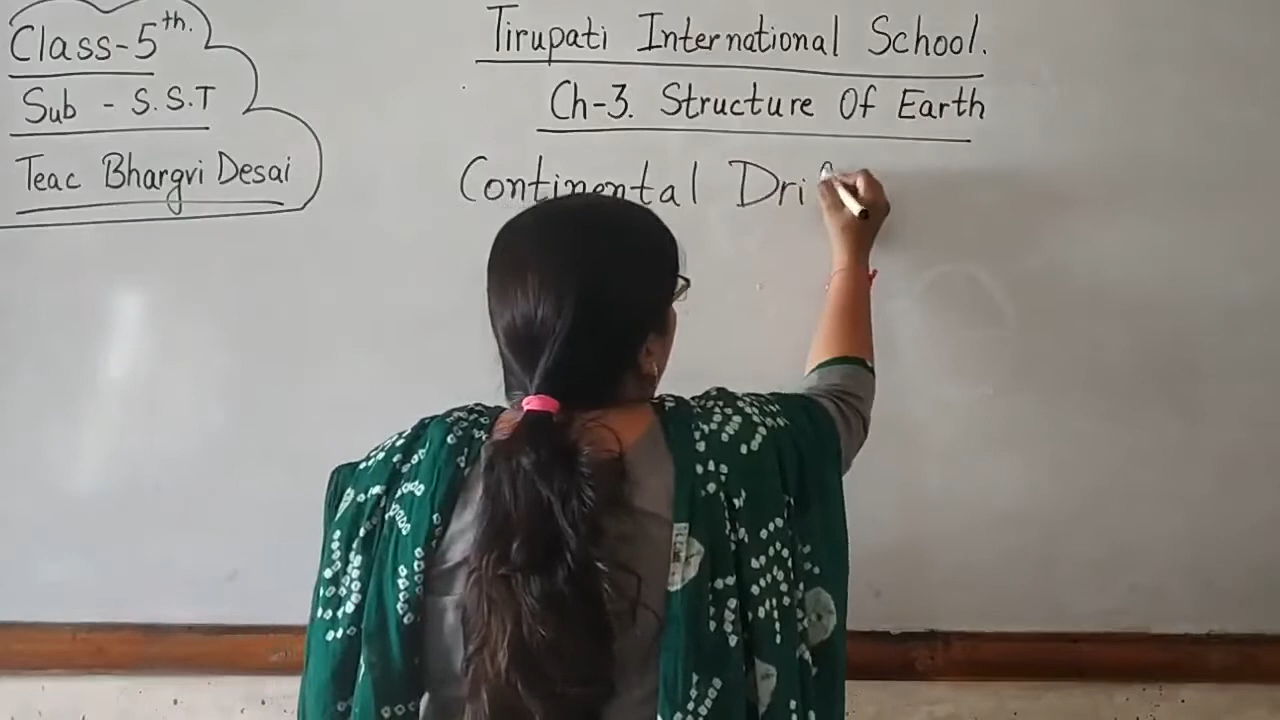 Class-5th.
Sub - S.S.T
Teac Bhargvi Desai
Tirupati International School.
Ch-3. Structure Of Earth
Continental Dri